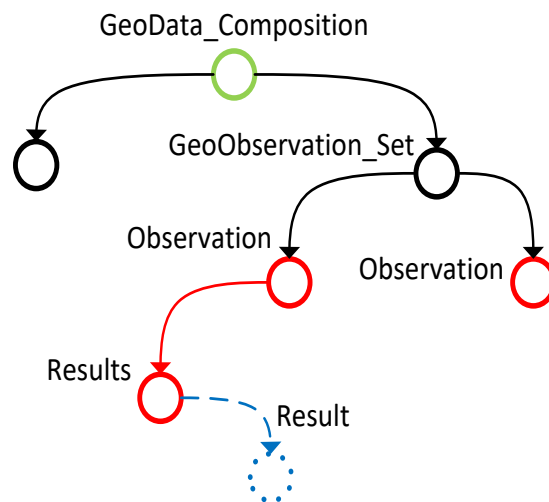 GeoData_Composition
GeoObservation_Set
Observation
Observation
Results
Result